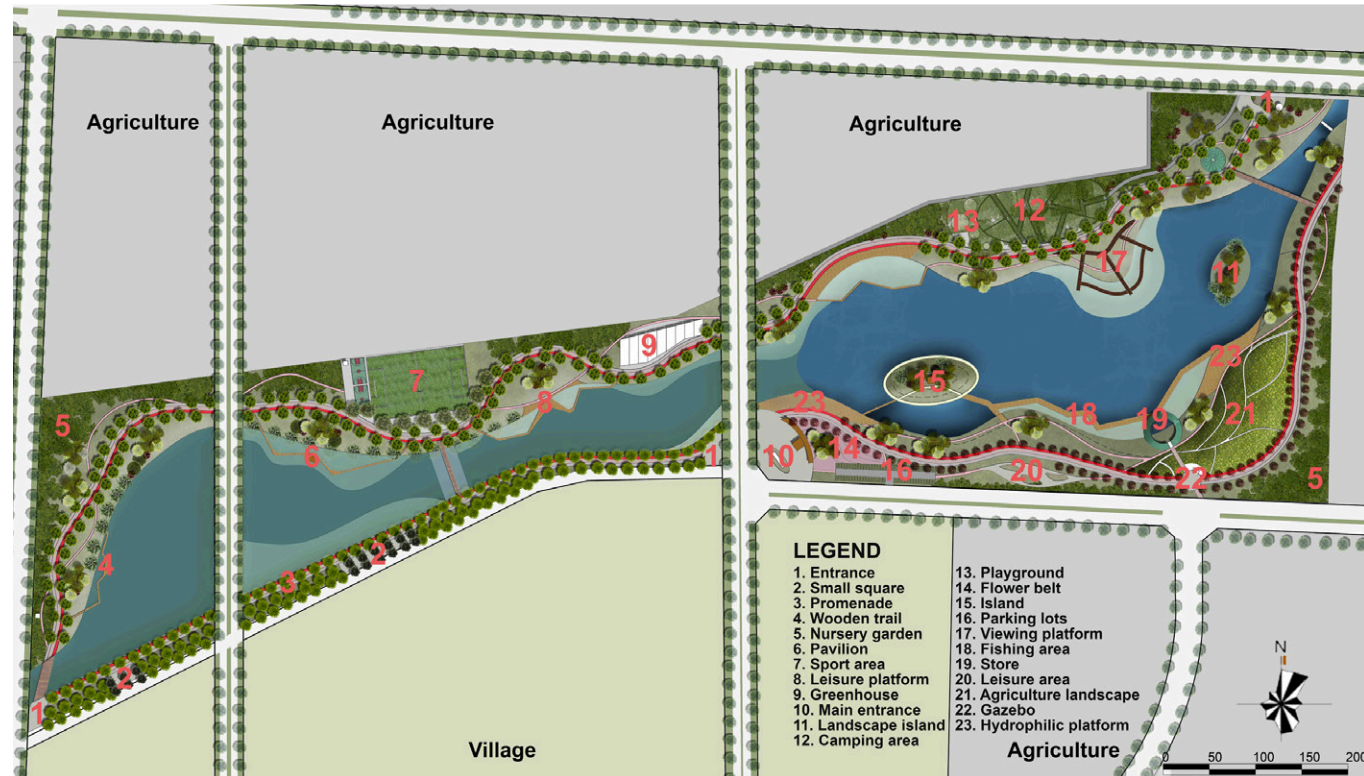 Agriculture
Agriculture
Agriculture
1
13
12
17
11
9
7
15
23
8
23
5
6
14
18
19
21
10
16
20
22
5
1
4
2
3
2
1
LEGEND
1. Entrance
2. Small square
3. Promenade
4. Wooden trail
5. Nursery garden
6. Pavilion
7. Sport area
8. Leisure platform
9. Greenhouse
10. Main entrance
11. Landscape island
12. Camping area
13. Playground
14. Flower belt
15. Island
16. Parking lots
17. Viewing platform
18. Fishing area
19. Store
20. Leisure area
21. Agriculture landscape
22. Gazebo
23. Hydrophilic platform
N
Village
Agriculture
0 50 100 150 200